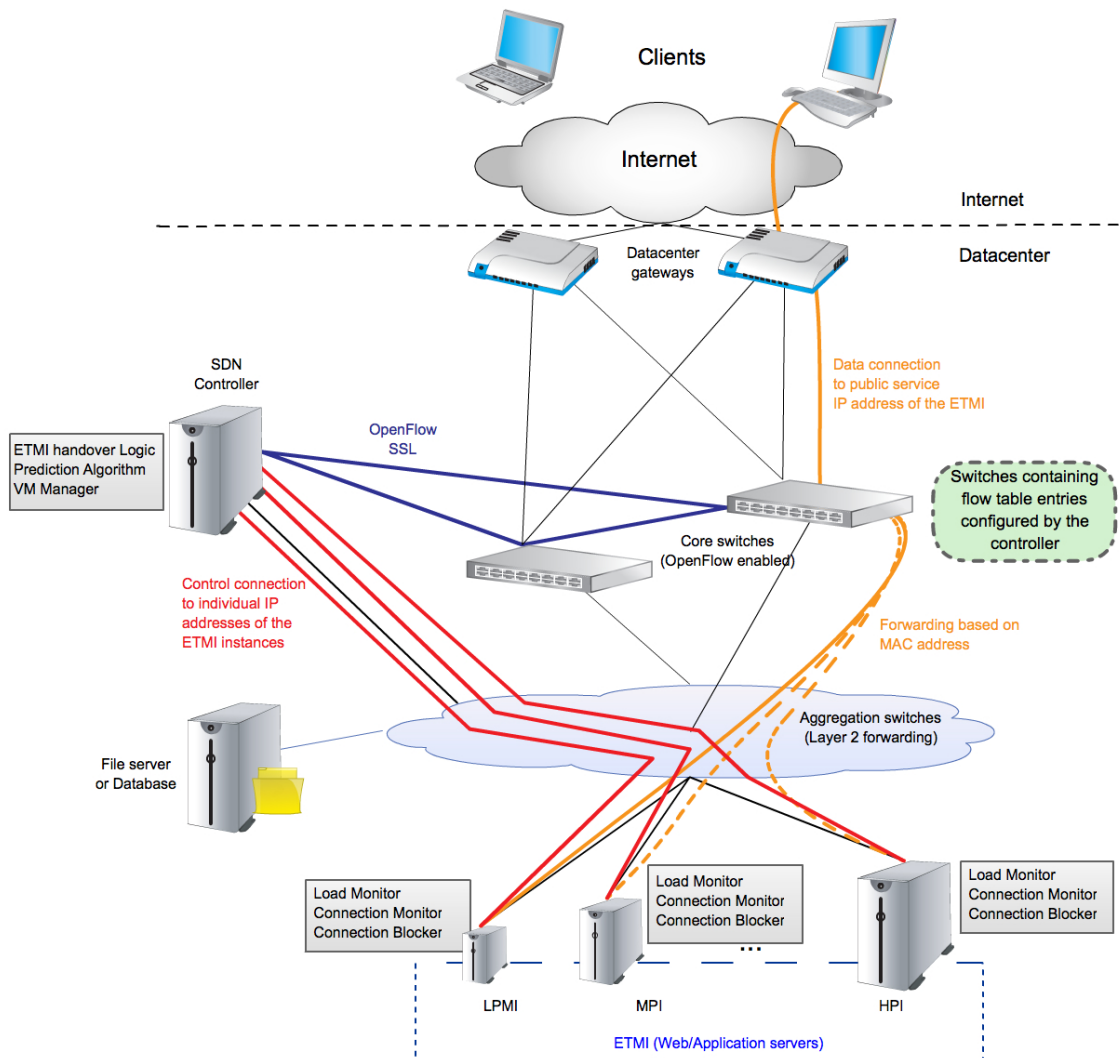 Clients
Internet
Internet
Datacenter
gateways
Datacenter
SDN
Controller
Data connection
to public service
IP address of the ETMI
OpenFlow
SSL
ETMI handover Logic
Prediction Algorithm
VM Manager
Switches containing
flow table entries
configured by the
controller
Core switches
(OpenFlow enabled)
Control connection
to individual IP
addresses of the
ETMI instances
Forwarding based on
MAC address
Aggregation switches
(Layer 2 forwarding)
File server
or Database
Load Monitor
Connection Monitor
Connection Blocker
Load Monitor
Connection Monitor
Connection Blocker
...
Load Monitor
Connection Monitor
Connection Blocker
LPMI
MPI
HPI
ETMI (Web/Application servers)